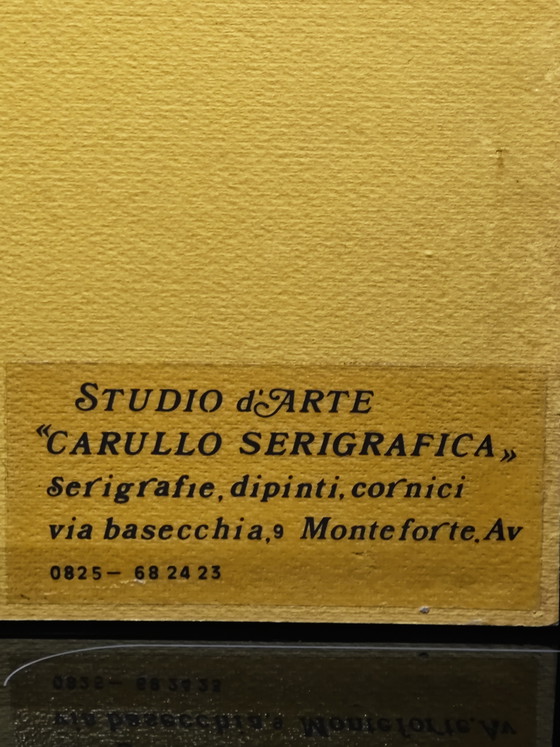 STUDIO d'ARTE
«CARULLO SERIGRAFICA»
Serigrafie, dipinti, cornici
via basecchia,9 Monteforte, Av
0825- 68 24 23